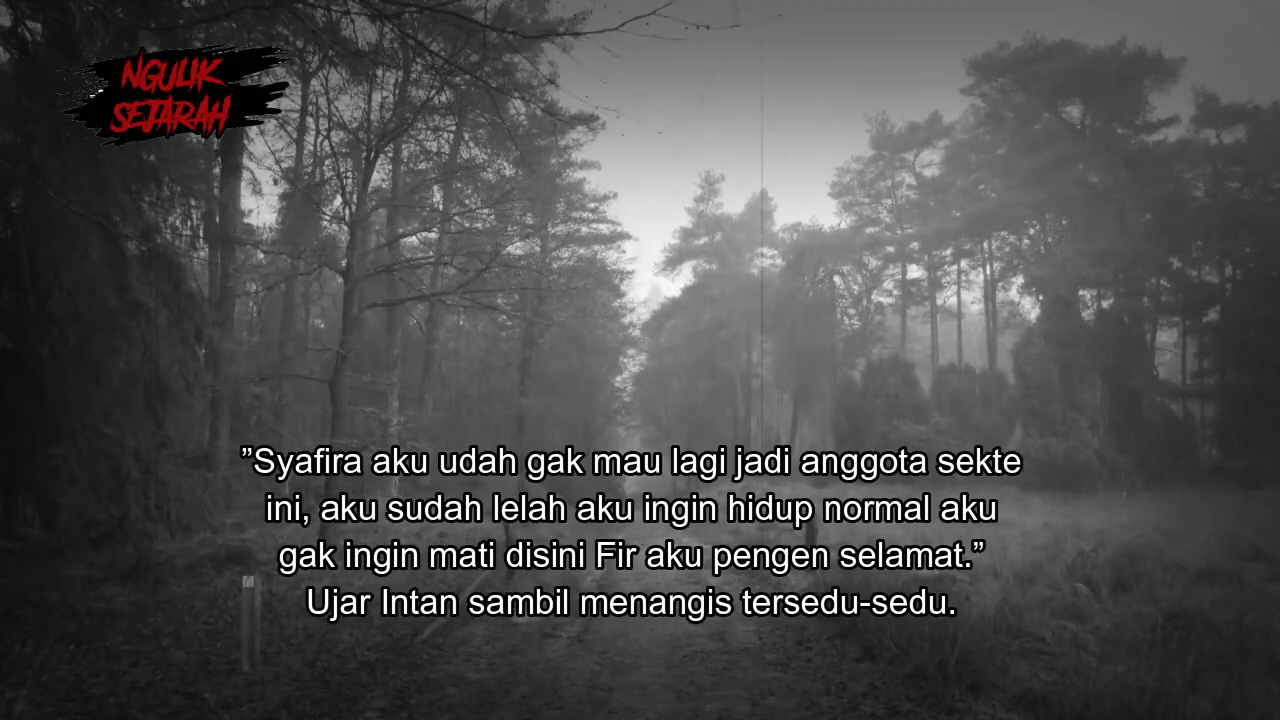 NGULIK
SEJARAH
”Syafira aku udah gak mau lagi jadi anggota sekte
ini, aku sudah lelah aku ingin hidup normal aku
gak ingin mati disini Fir aku pengen selamat.”
Ujar Intan sambil menangis tersedu-sedu.